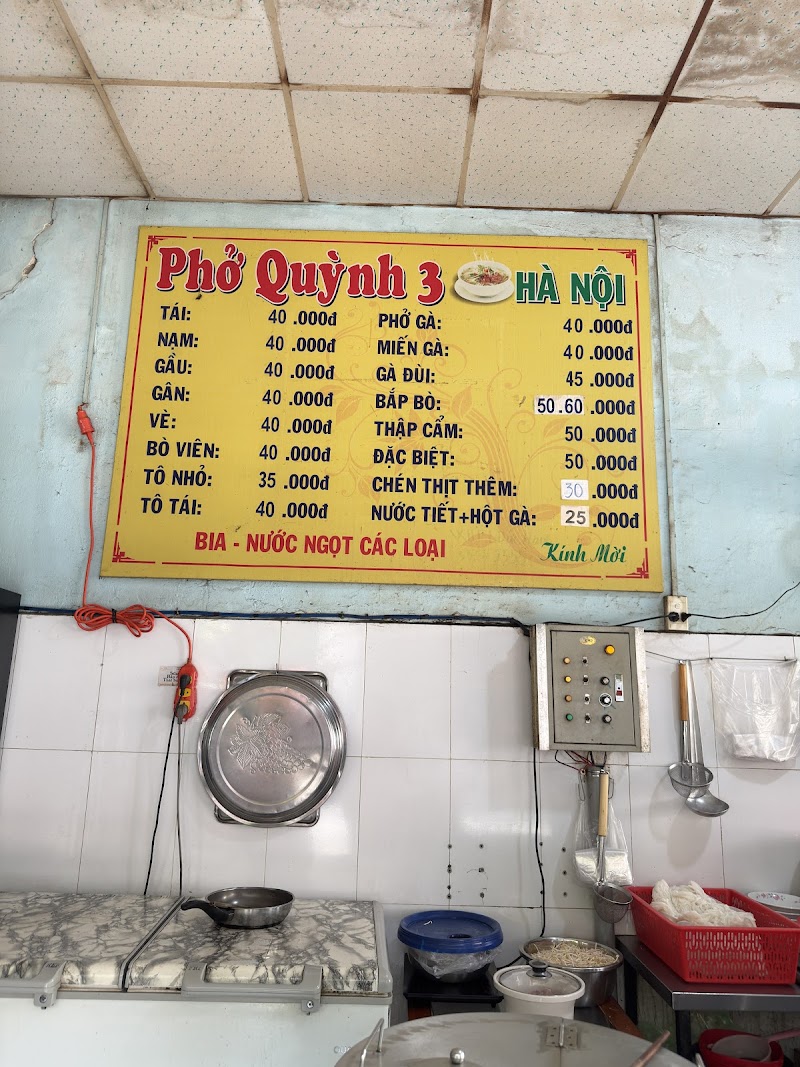 Phở Quỳnh 3 HÀ NỘI
TÁI: 40.000đ
NẠM: 40.000đ
GẦU: 40.000đ
GÂN: 40.000đ
VÈ: 40.000đ
BÒ VIÊN: 40.000đ
TÔ NHỎ: 35.000đ
TÔ TÁI: 40.000đ
PHỞ GÀ: 40.000đ
MIẾN GÀ: 40.000đ
GÀ ĐÙI: 45.000đ
BẮP BÒ: 50.60.000đ
THẬP CẨM: 50.000đ
ĐẶC BIỆT: 50.000đ
CHÉN THỊT THÊM: 30.000đ
NƯỚC TIẾT+HỘT GÀ: 25.000đ
BIA - NƯỚC NGỌT CÁC LOẠI
Kính Mời